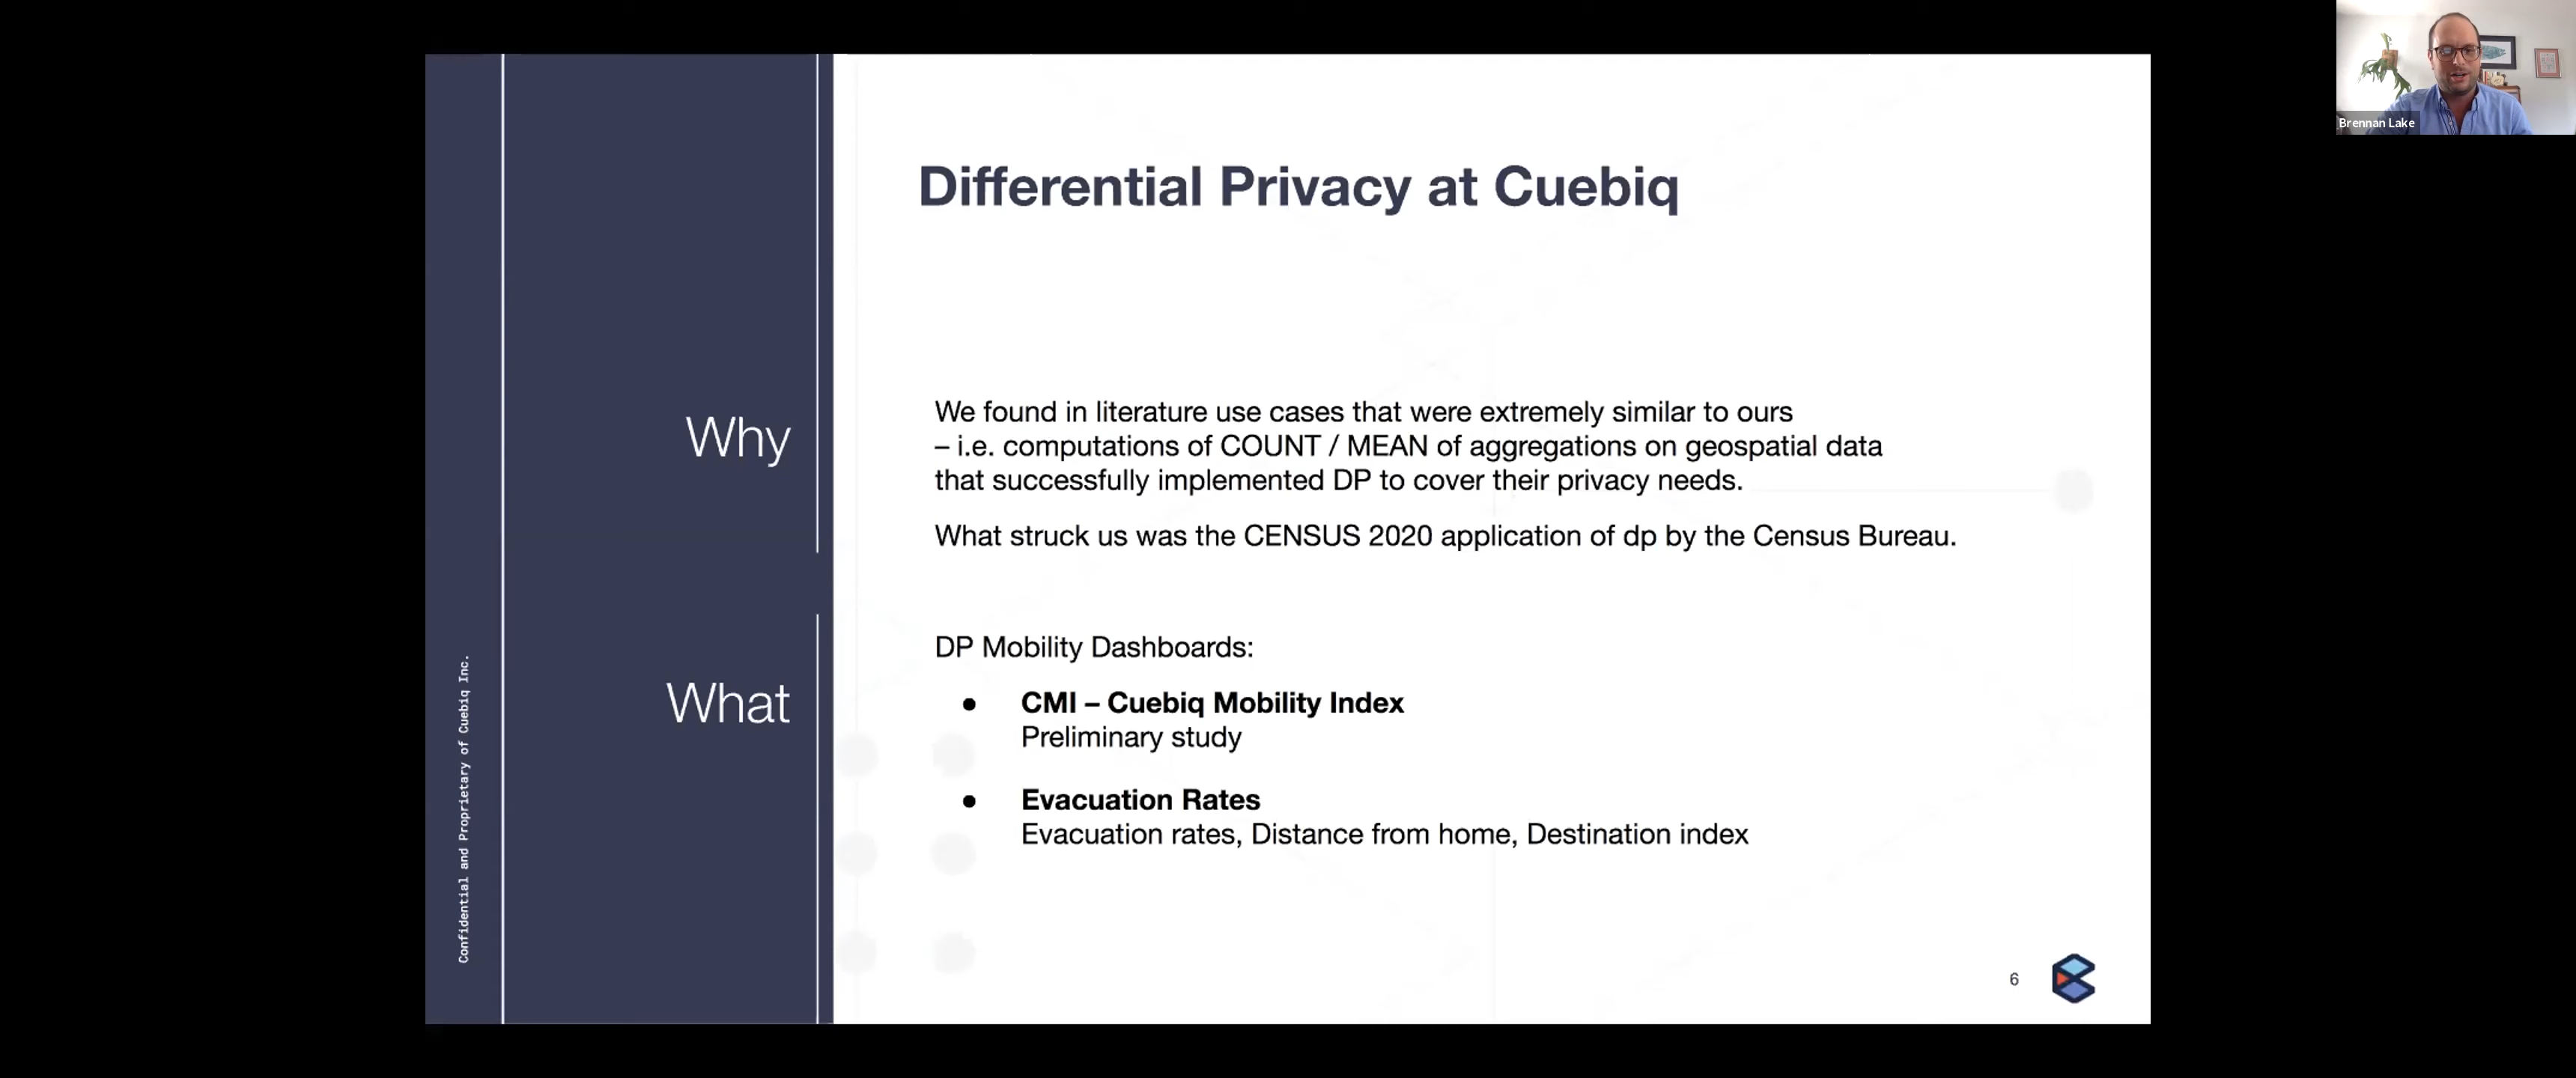 Differential Privacy at Cuebiq
Why
We found in literature use cases that were extremely similar to ours
– i.e. computations of COUNT / MEAN of aggregations on geospatial data
that successfully implemented DP to cover their privacy needs.
What struck us was the CENSUS 2020 application of dp by the Census Bureau.
What
DP Mobility Dashboards:
● CMI – Cuebiq Mobility Index
Preliminary study
● Evacuation Rates
Evacuation rates, Distance from home, Destination index
Confidential and Proprietary of Cuebiq Inc.
6
Brennan Lake